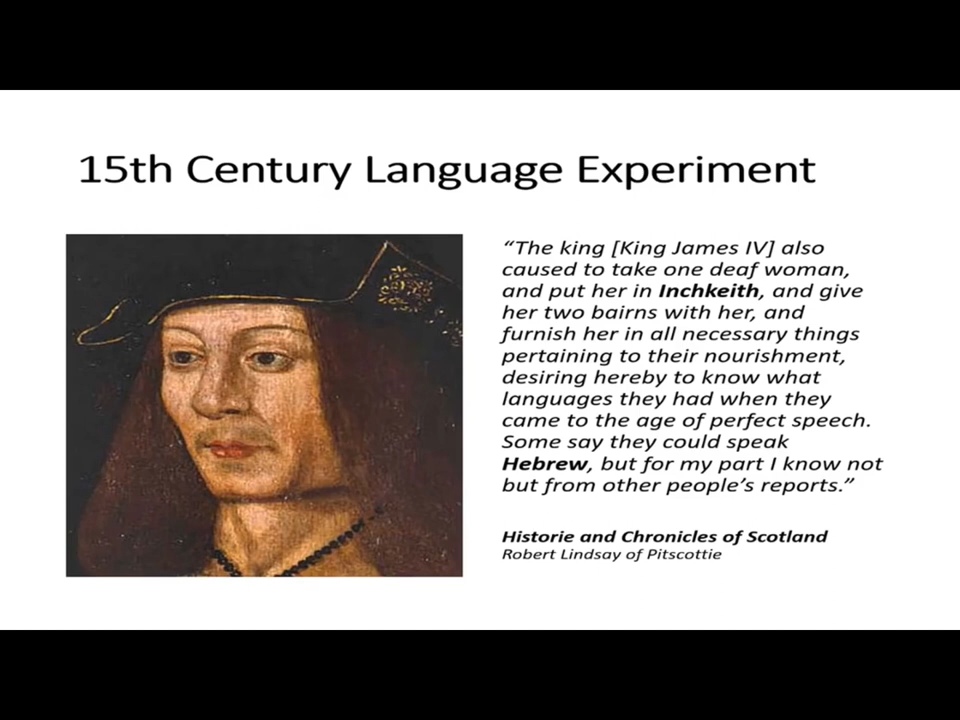 15th Century Language Experiment
“The king [King James IV] also
caused to take one deaf woman,
and put her in Inchkeith, and give
her two bairns with her, and
furnish her in all necessary things
pertaining to their nourishment,
desiring hereby to know what
languages they had when they
came to the age of perfect speech.
Some say they could speak
Hebrew, but for my part I know not
but from other people’s reports.”
Historie and Chronicles of Scotland
Robert Lindsay of Pitscottie